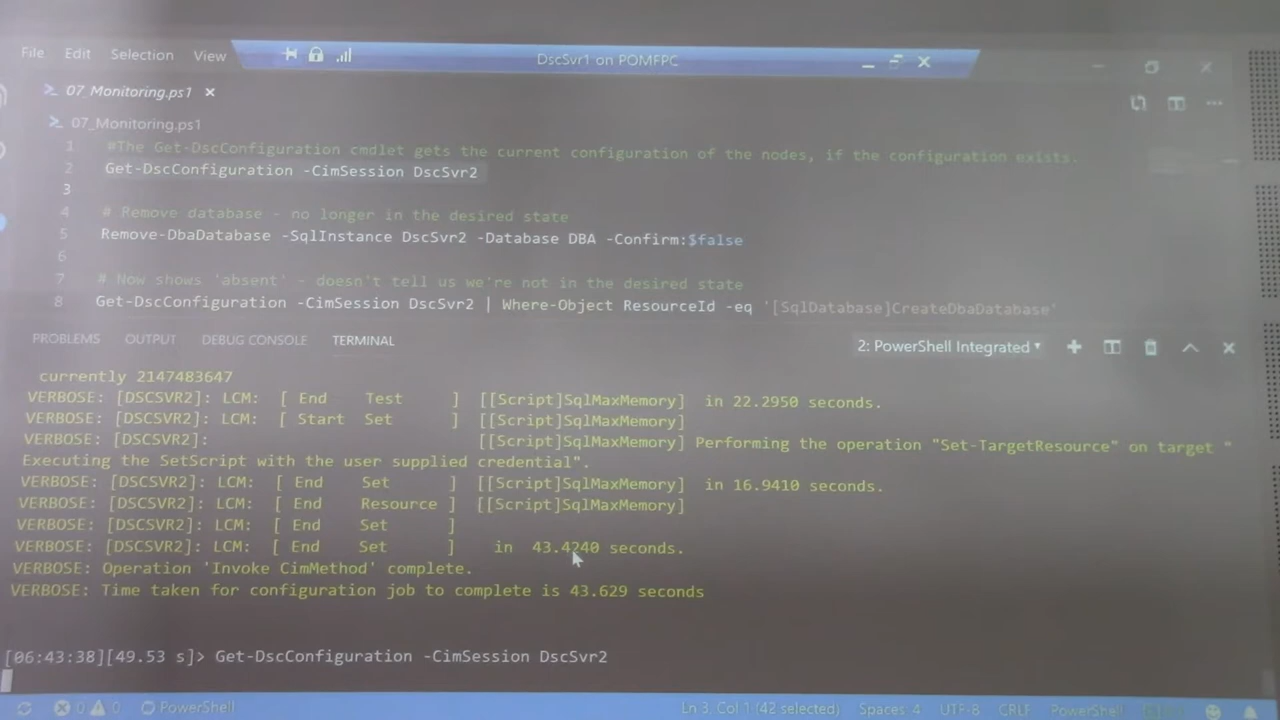 File Edit Selection View
DscSvr1 on POMFPC
07_Monitoring.ps1
07_Monitoring.ps1
1 #The Get-DscConfiguration cmdlet gets the current configuration of the nodes, if the configuration exists.
2 Get-DscConfiguration -CimSession DscSvr2
3
4 # Remove database - no longer in the desired state
5 Remove-DbaDatabase -SqlInstance DscSvr2 -Database DBA -Confirm:$false
6
7 # Now shows 'absent' - doesn't tell us we're not in the desired state
8 Get-DscConfiguration -CimSession DscSvr2 | Where-Object ResourceId -eq '[SqlDatabase]CreateDbaDatabase'
PROBLEMS OUTPUT DEBUG CONSOLE TERMINAL 2: PowerShell Integrated
currently 2147483647
VERBOSE: [DSCSVR2]: LCM: [ End Test ] [[Script]SqlMaxMemory] in 22.2950 seconds.
VERBOSE: [DSCSVR2]: LCM: [ Start Set ] [[Script]SqlMaxMemory]
VERBOSE: [DSCSVR2]: [[Script]SqlMaxMemory] Performing the operation "Set-TargetResource" on target "
Executing the SetScript with the user supplied credential".
VERBOSE: [DSCSVR2]: LCM: [ End Set ] [[Script]SqlMaxMemory] in 16.9410 seconds.
VERBOSE: [DSCSVR2]: LCM: [ End Resource ] [[Script]SqlMaxMemory]
VERBOSE: [DSCSVR2]: LCM: [ End Set ]
VERBOSE: [DSCSVR2]: LCM: [ End Set ] in 43.4240 seconds.
VERBOSE: Operation 'Invoke CimMethod' complete.
VERBOSE: Time taken for configuration job to complete is 43.629 seconds
[06:43:38][49.53 s]> Get-DscConfiguration -CimSession DscSvr2
0 0 PowerShell Ln 3, Col 1 (42 selected) Spaces: 4 UTF-8 CRLF PowerShell